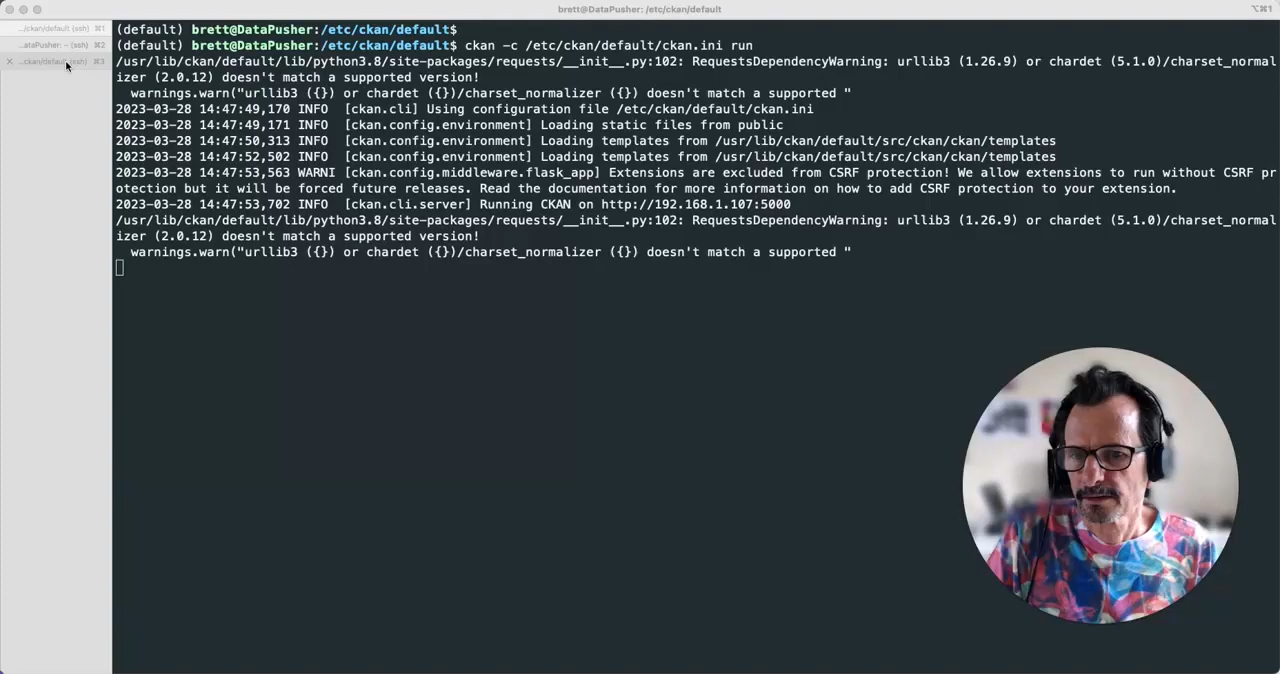 brett@DataPusher: /etc/ckan/default
⌥⌘1
.../ckan/default (ssh) ⌘1
...ataPusher: ~ (ssh) ⌘2
...ckan/default (ssh) ⌘3
(default) brett@DataPusher:/etc/ckan/default$
(default) brett@DataPusher:/etc/ckan/default$ ckan -c /etc/ckan/default/ckan.ini run
/usr/lib/ckan/default/lib/python3.8/site-packages/requests/__init__.py:102: RequestsDependencyWarning: urllib3 (1.26.9) or chardet (5.1.0)/charset_normal
izer (2.0.12) doesn't match a supported version!
  warnings.warn("urllib3 ({}) or chardet ({})/charset_normalizer ({}) doesn't match a supported "
2023-03-28 14:47:49,170 INFO  [ckan.cli] Using configuration file /etc/ckan/default/ckan.ini
2023-03-28 14:47:49,171 INFO  [ckan.config.environment] Loading static files from public
2023-03-28 14:47:50,313 INFO  [ckan.config.environment] Loading templates from /usr/lib/ckan/default/src/ckan/ckan/templates
2023-03-28 14:47:52,502 INFO  [ckan.config.environment] Loading templates from /usr/lib/ckan/default/src/ckan/ckan/templates
2023-03-28 14:47:53,563 WARNI [ckan.config.middleware.flask_app] Extensions are excluded from CSRF protection! We allow extensions to run without CSRF pr
otection but it will be forced future releases. Read the documentation for more information on how to add CSRF protection to your extension.
2023-03-28 14:47:53,702 INFO  [ckan.cli.server] Running CKAN on http://192.168.1.107:5000
/usr/lib/ckan/default/lib/python3.8/site-packages/requests/__init__.py:102: RequestsDependencyWarning: urllib3 (1.26.9) or chardet (5.1.0)/charset_normal
izer (2.0.12) doesn't match a supported version!
  warnings.warn("urllib3 ({}) or chardet ({})/charset_normalizer ({}) doesn't match a supported "